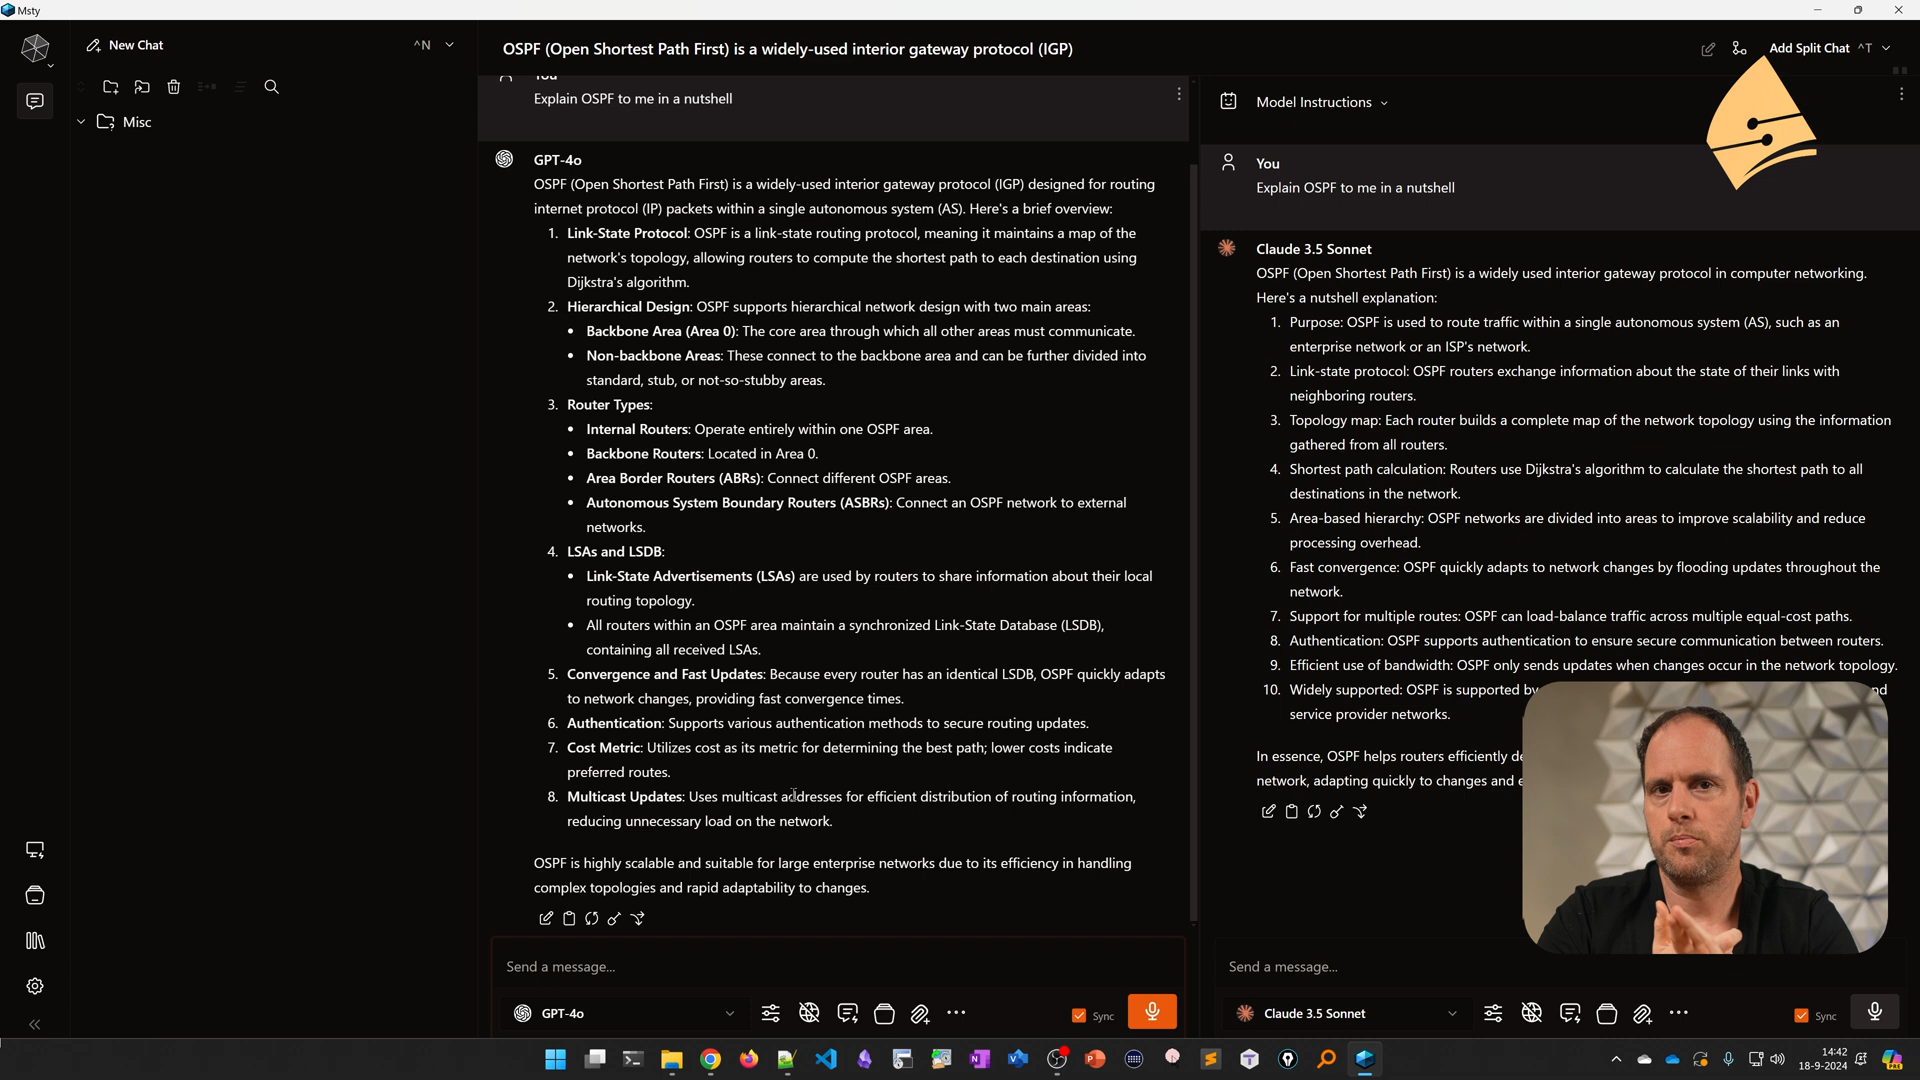 Msty
New Chat
^N
OSPF (Open Shortest Path First) is a widely-used interior gateway protocol (IGP)
Add Split Chat ^T
Misc
You
Explain OSPF to me in a nutshell
GPT-4o
OSPF (Open Shortest Path First) is a widely-used interior gateway protocol (IGP) designed for routing
internet protocol (IP) packets within a single autonomous system (AS). Here's a brief overview:
1. Link-State Protocol: OSPF is a link-state routing protocol, meaning it maintains a map of the
network's topology, allowing routers to compute the shortest path to each destination using
Dijkstra's algorithm.
2. Hierarchical Design: OSPF supports hierarchical network design with two main areas:
• Backbone Area (Area 0): The core area through which all other areas must communicate.
• Non-backbone Areas: These connect to the backbone area and can be further divided into
standard, stub, or not-so-stubby areas.
3. Router Types:
• Internal Routers: Operate entirely within one OSPF area.
• Backbone Routers: Located in Area 0.
• Area Border Routers (ABRs): Connect different OSPF areas.
• Autonomous System Boundary Routers (ASBRs): Connect an OSPF network to external
networks.
4. LSAs and LSDB:
• Link-State Advertisements (LSAs) are used by routers to share information about their local
routing topology.
• All routers within an OSPF area maintain a synchronized Link-State Database (LSDB),
containing all received LSAs.
5. Convergence and Fast Updates: Because every router has an identical LSDB, OSPF quickly adapts
to network changes, providing fast convergence times.
6. Authentication: Supports various authentication methods to secure routing updates.
7. Cost Metric: Utilizes cost as its metric for determining the best path; lower costs indicate
preferred routes.
8. Multicast Updates: Uses multicast addresses for efficient distribution of routing information,
reducing unnecessary load on the network.
OSPF is highly scalable and suitable for large enterprise networks due to its efficiency in handling
complex topologies and rapid adaptability to changes.
Send a message...
GPT-4o
Sync
Model Instructions
You
Explain OSPF to me in a nutshell
Claude 3.5 Sonnet
OSPF (Open Shortest Path First) is a widely used interior gateway protocol in computer networking.
Here's a nutshell explanation:
1. Purpose: OSPF is used to route traffic within a single autonomous system (AS), such as an
enterprise network or an ISP's network.
2. Link-state protocol: OSPF routers exchange information about the state of their links with
neighboring routers.
3. Topology map: Each router builds a complete map of the network topology using the information
gathered from all routers.
4. Shortest path calculation: Routers use Dijkstra's algorithm to calculate the shortest path to all
destinations in the network.
5. Area-based hierarchy: OSPF networks are divided into areas to improve scalability and reduce
processing overhead.
6. Fast convergence: OSPF quickly adapts to network changes by flooding updates throughout the
network.
7. Support for multiple routes: OSPF can load-balance traffic across multiple equal-cost paths.
8. Authentication: OSPF supports authentication to ensure secure communication between routers.
9. Efficient use of bandwidth: OSPF only sends updates when changes occur in the network topology.
10. Widely supported: OSPF is supported by
service provider networks.
In essence, OSPF helps routers efficiently
network, adapting quickly to changes and
Send a message...
Claude 3.5 Sonnet
Sync
14:42
18-9-2024